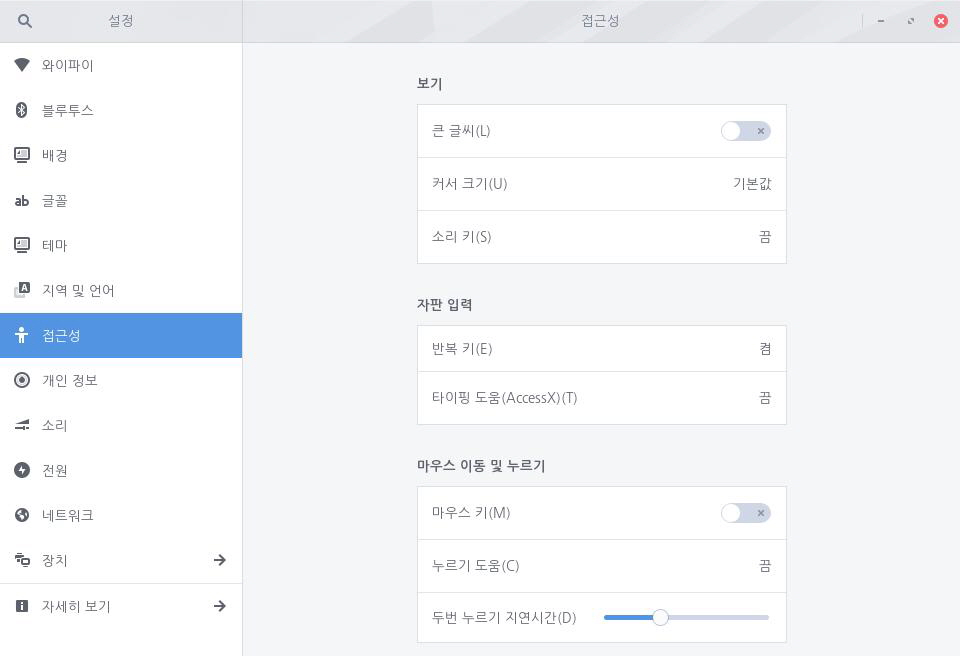 설정
접근성
와이파이
블루투스
배경
글꼴
테마
지역 및 언어
접근성
개인 정보
소리
전원
네트워크
장치
자세히 보기
보기
큰 글씨(L)
커서 크기(U) 기본값
소리 키(S) 끔
자판 입력
반복 키(E) 켬
타이핑 도움(AccessX)(T) 끔
마우스 이동 및 누르기
마우스 키(M)
누르기 도움(C) 끔
두번 누르기 지연시간(D)